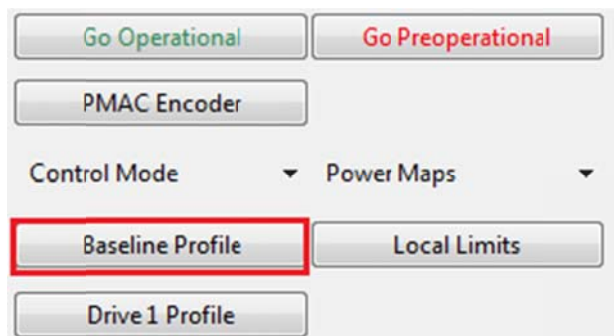 Go Operational Go Preoperational
PMAC Encoder
Control Mode Power Maps
Baseline Profile Local Limits
Drive 1 Profile